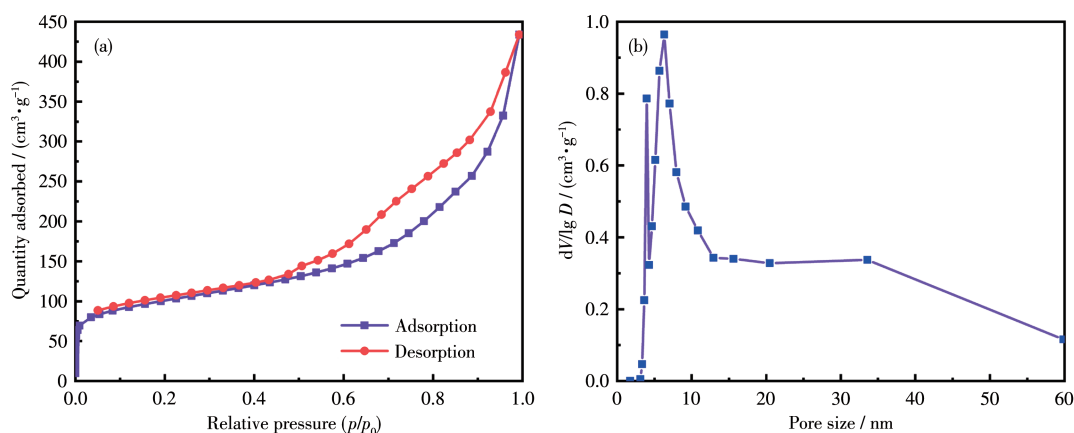 (a)
450
400
350
300
250
200
150
100
50
0
Quantity adsorbed / (cm³·g⁻¹)
Adsorption
Desorption
0.0 0.2 0.4 0.6 0.8 1.0
Relative pressure (p/p₀)
(b)
1.0
0.8
0.6
0.4
0.2
0.0
dV/lg D / (cm³·g⁻¹)
0 10 20 30 40 50 60
Pore size / nm